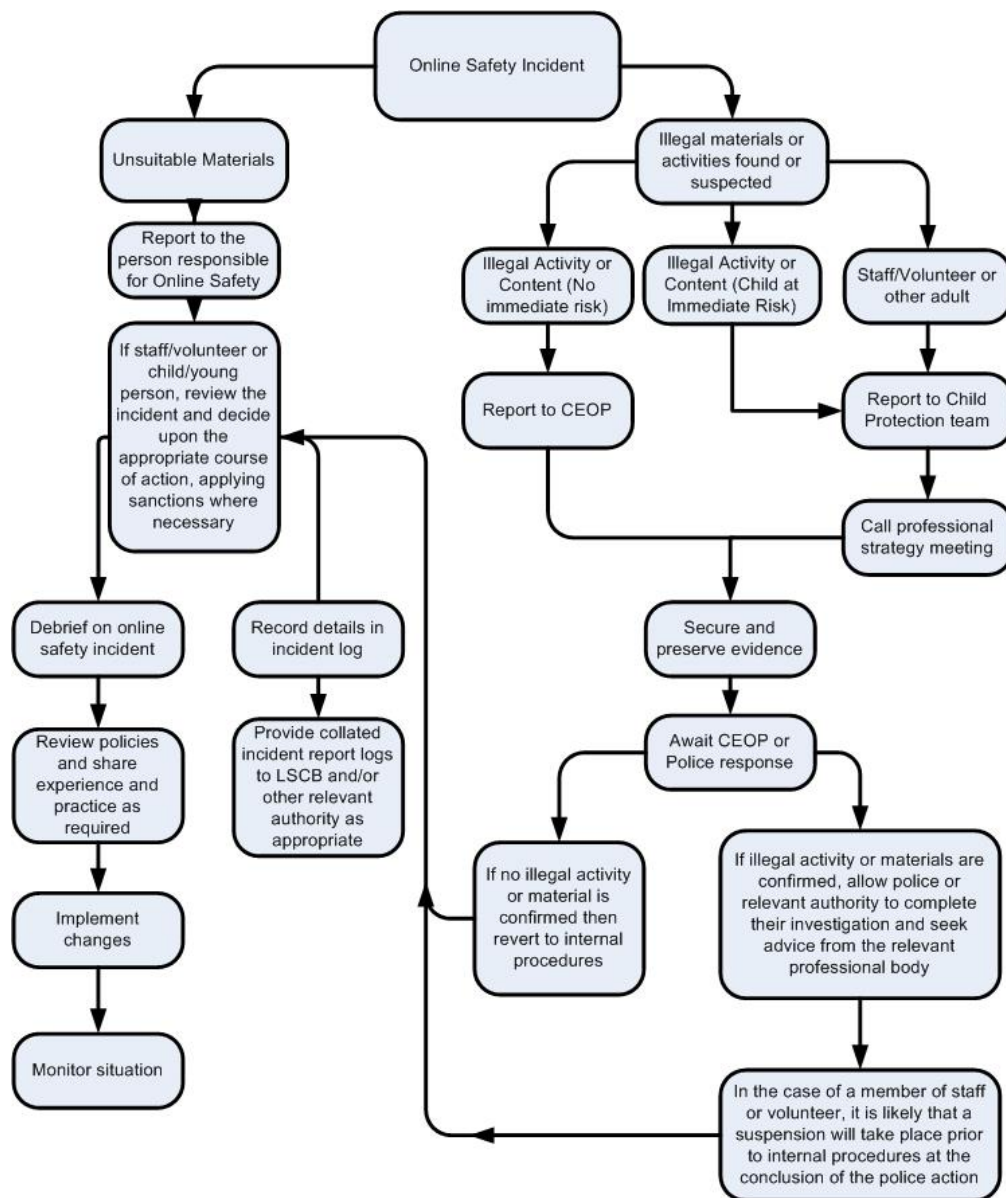 Online Safety Incident
Unsuitable Materials
Report to the
person responsible
for Online Safety
If staff/volunteer or
child/young
person, review the
incident and decide
upon the
appropriate course
of action, applying
sanctions where
necessary
Debrief on online
safety incident
Review policies
and share
experience and
practice as
required
Implement
changes
Monitor situation
Record details in
incident log
Provide collated
incident report logs
to LSCB and/or
other relevant
authority as
appropriate
Illegal materials or
activities found or
suspected
Illegal Activity or
Content (No
immediate risk)
Illegal Activity or
Content (Child at
Immediate Risk)
Staff/Volunteer or
other adult
Report to CEOP
Report to Child
Protection team
Call professional
strategy meeting
Secure and
preserve evidence
Await CEOP or
Police response
If no illegal activity
or material is
confirmed then
revert to internal
procedures
If illegal activity or materials are
confirmed, allow police or
relevant authority to complete
their investigation and seek
advice from the relevant
professional body
In the case of a member of staff
or volunteer, it is likely that a
suspension will take place prior
to internal procedures at the
conclusion of the police action